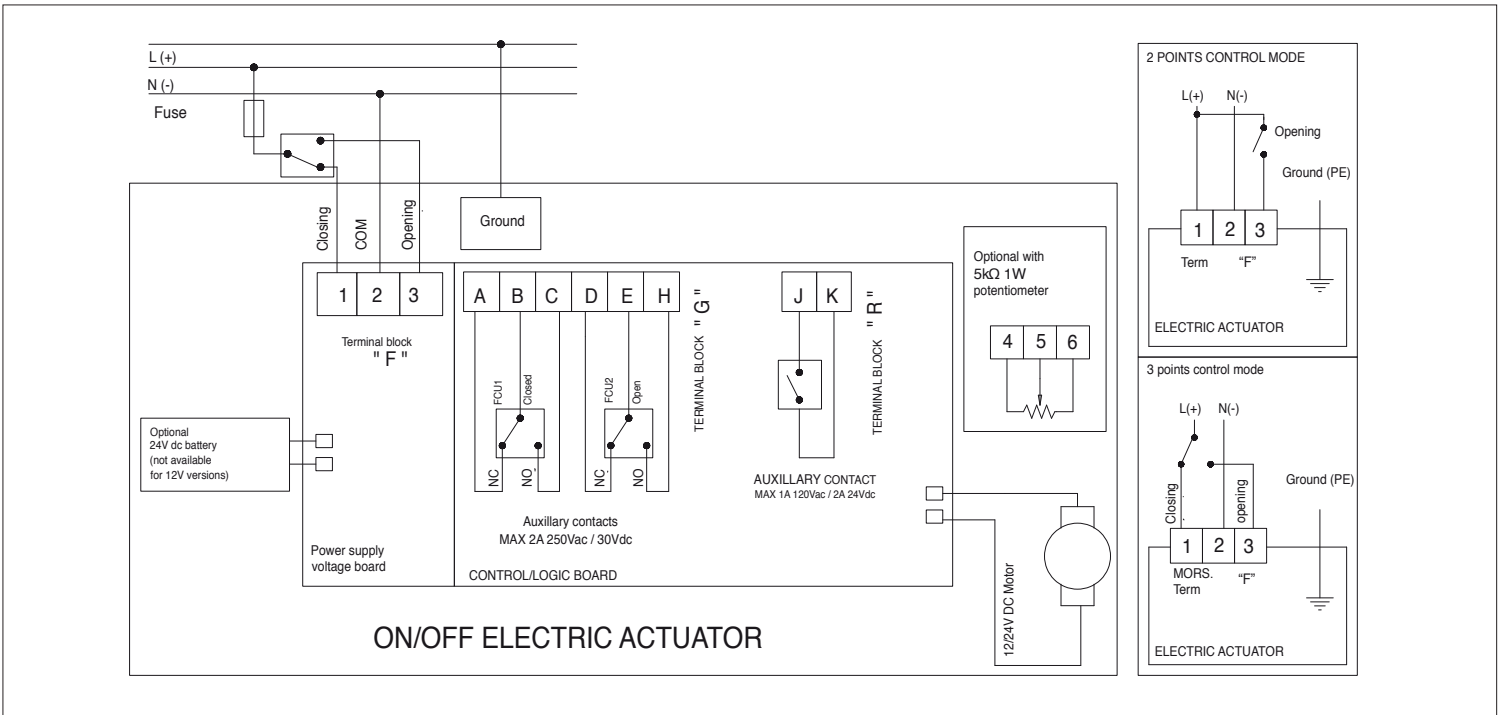 L (+)
N (-)
Fuse
Closing
COM
Opening
Ground
1 2 3
Terminal block
" F "
A B C D E H
TERMINAL BLOCK " G "
FCU1
Closed
NC
NO
FCU2
Open
NC
NO
Auxillary contacts
MAX 2A 250Vac / 30Vdc
J K
TERMINAL BLOCK " R "
AUXILLARY CONTACT
MAX 1A 120Vac / 2A 24Vdc
Optional with
5kΩ 1W
potentiometer
4 5 6
Optional
24V dc battery
(not available
for 12V versions)
Power supply
voltage board
CONTROL/LOGIC BOARD
12/24V DC Motor
ON/OFF ELECTRIC ACTUATOR
2 POINTS CONTROL MODE
L(+) N(-)
Opening
Ground (PE)
1 2 3
Term "F"
ELECTRIC ACTUATOR
3 points control mode
L(+) N(-)
Ground (PE)
Closing
opening
1 2 3
MORS.
Term "F"
ELECTRIC ACTUATOR